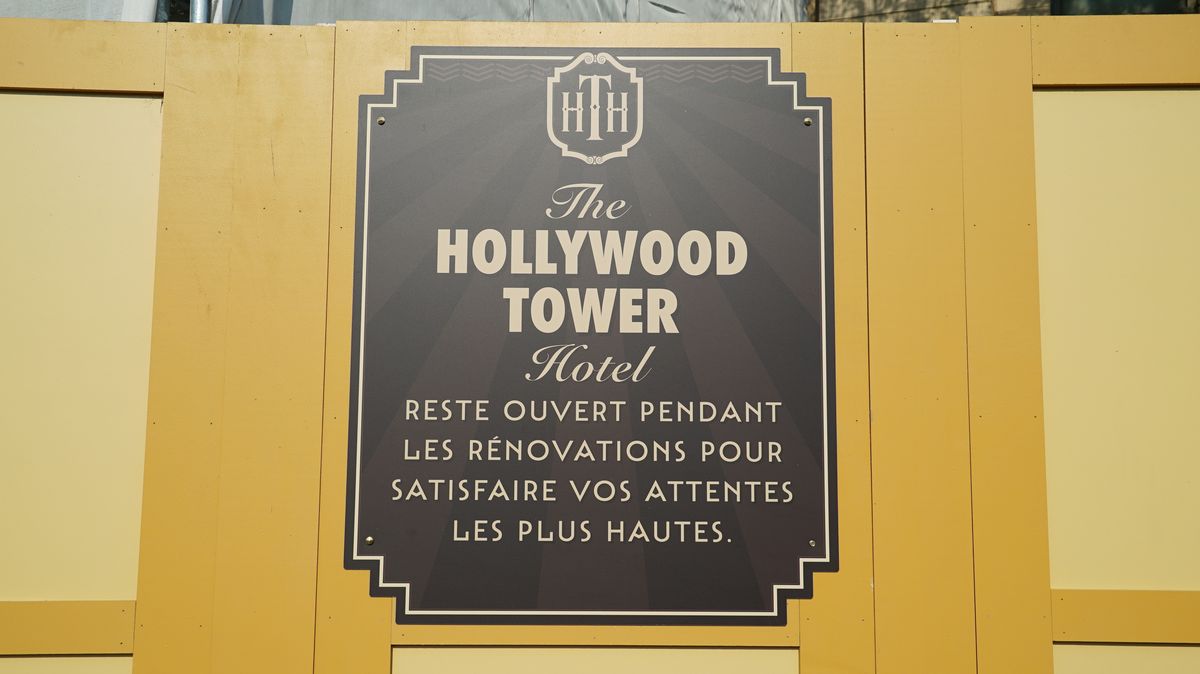 HTH
The
HOLLYWOOD
TOWER
Hotel
RESTE OUVERT PENDANT
LES RÉNOVATIONS POUR
SATISFAIRE VOS ATTENTES
LES PLUS HAUTES.